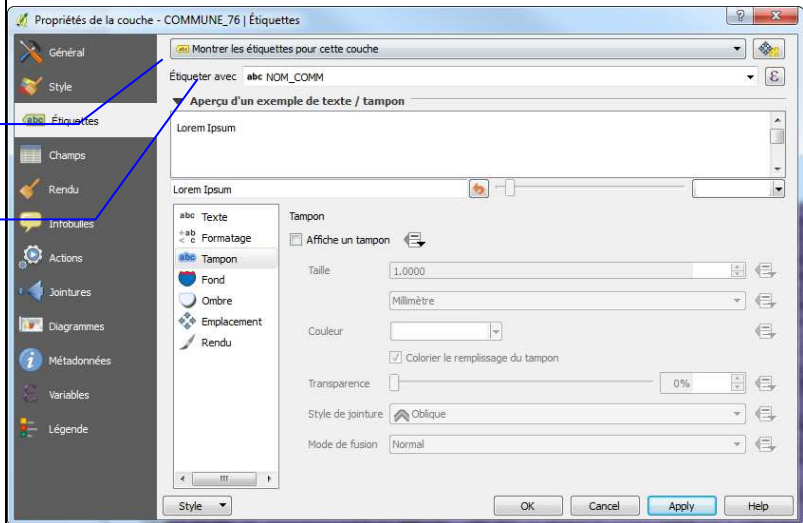 Propriétés de la couche - COMMUNE_76 | Étiquettes
Général
Style
Étiquettes
Champs
Rendu
Infobulles
Actions
Jointures
Diagrammes
Métadonnées
Variables
Légende
Montrer les étiquettes pour cette couche
Étiqueter avec abc NOM_COMM
Aperçu d'un exemple de texte / tampon
Lorem Ipsum
Lorem Ipsum
Texte
Formatage
Tampon
Fond
Ombre
Emplacement
Rendu
Tampon
Affiche un tampon
Taille 1.0000
Millimètre
Couleur
Colorier le remplissage du tampon
Transparence 0%
Style de jointure Oblique
Mode de fusion Normal
Style OK Cancel Apply Help